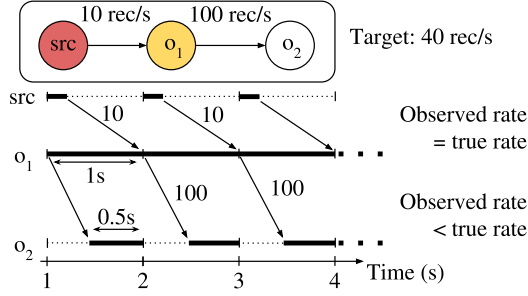 10 rec/s 100 rec/s
src o₁ o₂ Target: 40 rec/s
src
10 10
Observed rate
= true rate
o₁
1s
100 100
Observed rate
< true rate
0.5s
o₂
1 2 3 4 Time (s)